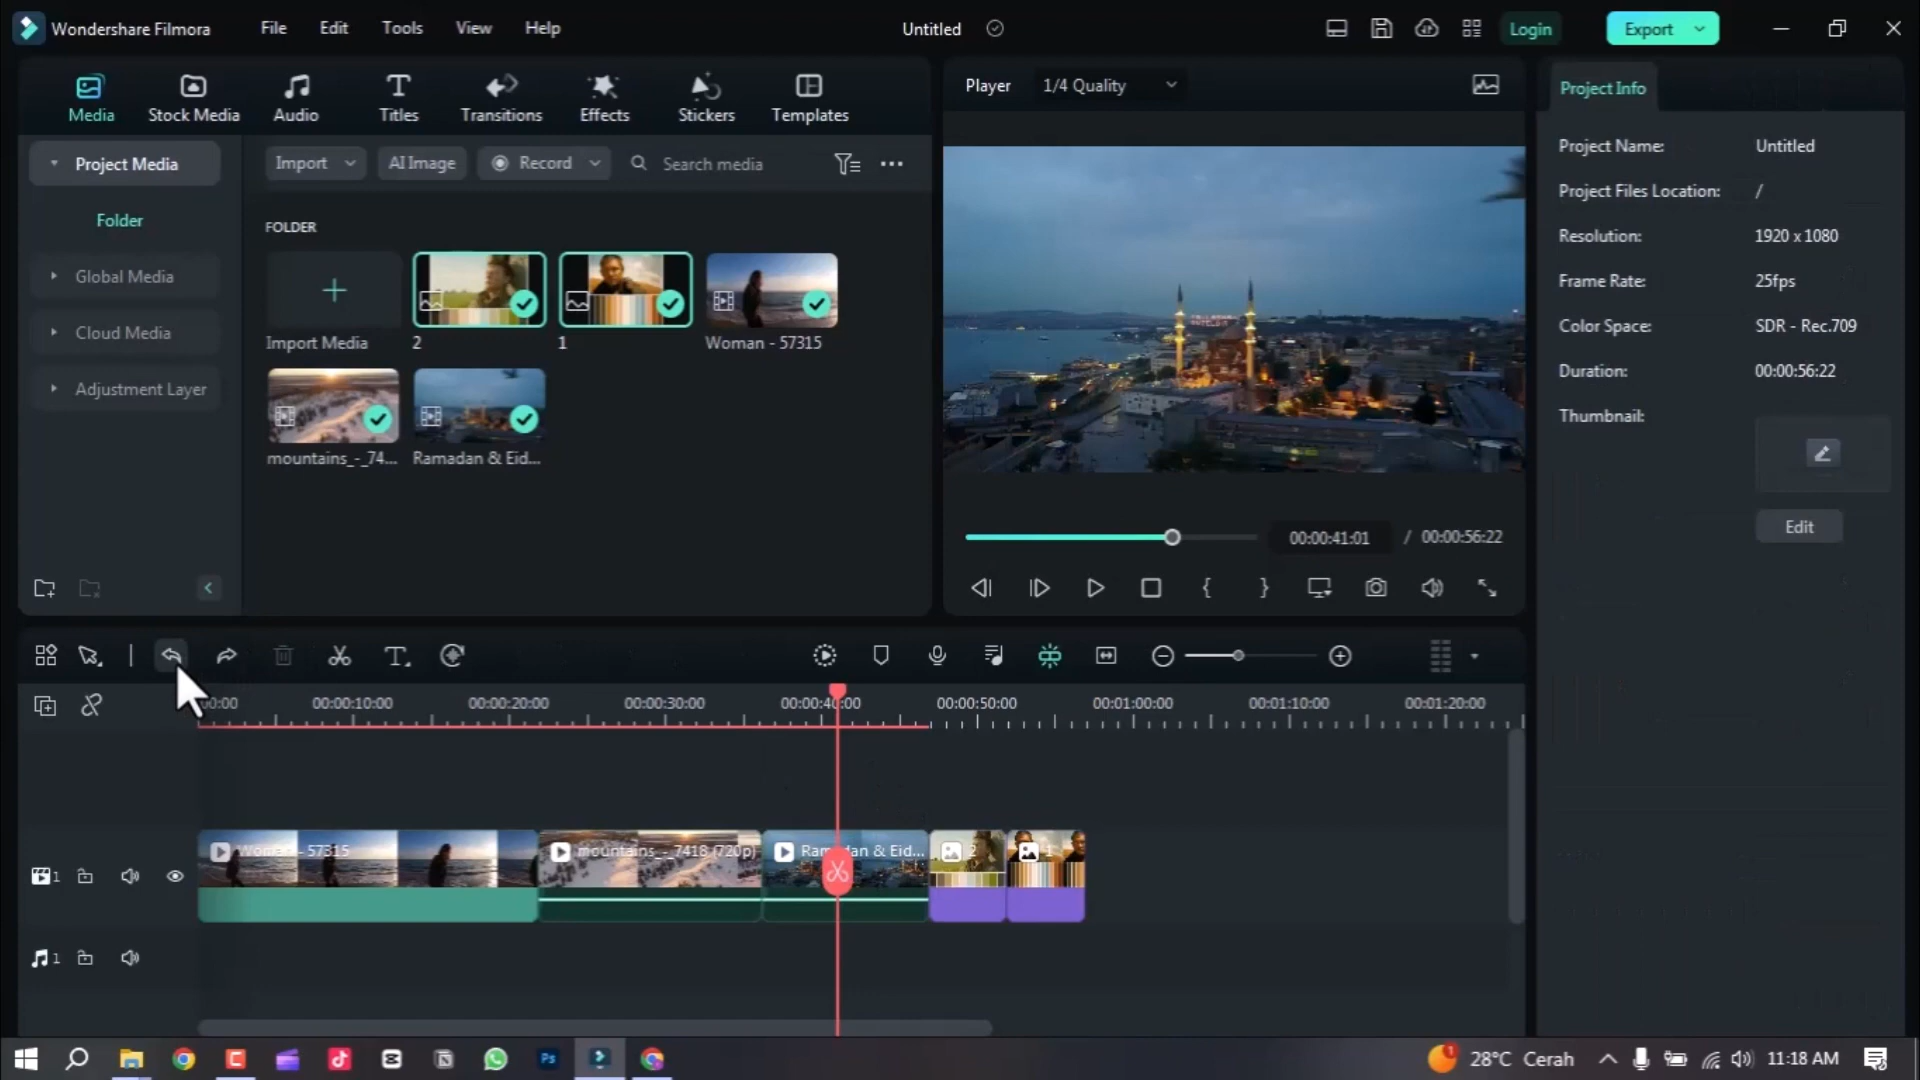 Wondershare Filmora
File
Edit
Tools
View
Help
Untitled
Login
Export
Media
Stock Media
Audio
Titles
Transitions
Effects
Stickers
Templates
Player
1/4 Quality
Project Info
Project Media
Folder
Global Media
Cloud Media
Adjustment Layer
Import
AI Image
Record
Search media
FOLDER
Import Media
2
1
Woman - 57315
mountains_-_74...
Ramadan & Eid...
00:00:41:01 / 00:00:56:22
Project Name: Untitled
Project Files Location: /
Resolution: 1920 x 1080
Frame Rate: 25fps
Color Space: SDR - Rec.709
Duration: 00:00:56:22
Thumbnail:
Edit
00:00 00:00:10:00 00:00:20:00 00:00:30:00 00:00:40:00 00:00:50:00 00:01:00:00 00:01:10:00 00:01:20:00
Woman - 57315
mountains_-_7418 (720p)
Ramadan & Eid...
2
1
1
1
Ps
1
28°C Cerah
11:18 AM